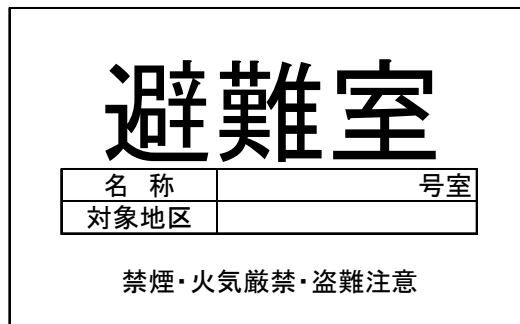 避難室
名 称 号室
対象地区
禁煙・火気厳禁・盗難注意